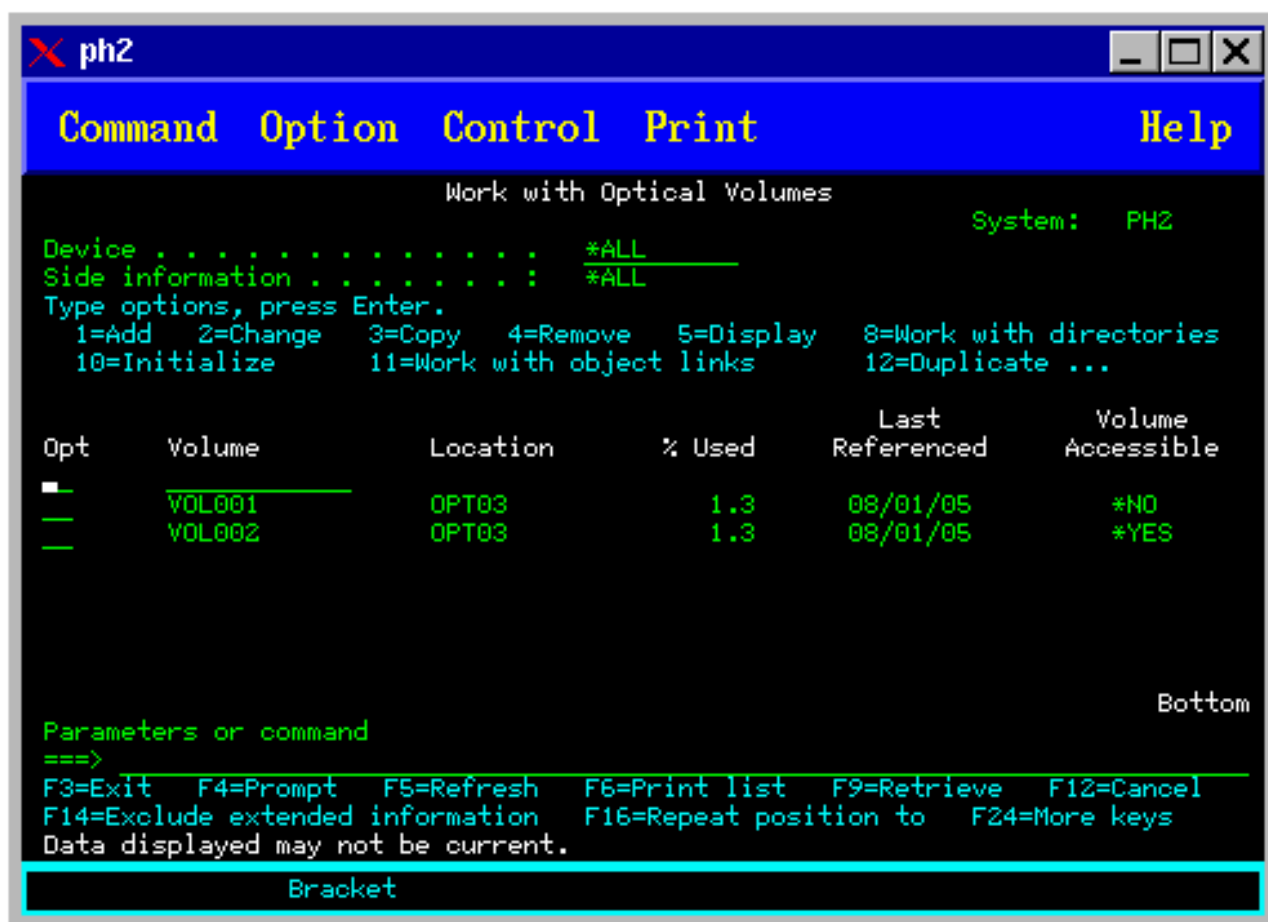 ph2
Command Option Control Print Help
Work with Optical Volumes
System: PH2
Device . . . . . . . . . . . . . *ALL
Side information . . . . . . . : *ALL
Type options, press Enter.
1=Add 2=Change 3=Copy 4=Remove 5=Display 8=Work with directories
10=Initialize 11=Work with object links 12=Duplicate ...
Last Volume
Opt Volume Location % Used Referenced Accessible
VOL001 OPT03 1.3 08/01/05 *NO
VOL002 OPT03 1.3 08/01/05 *YES
Bottom
Parameters or command
===>
F3=Exit F4=Prompt F5=Refresh F6=Print list F9=Retrieve F12=Cancel
F14=Exclude extended information F16=Repeat position to F24=More keys
Data displayed may not be current.
Bracket